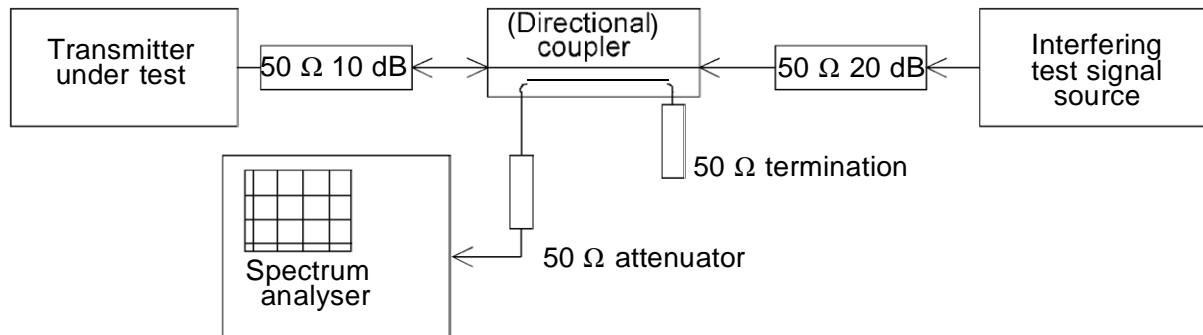 Transmitter
under test
50 Ω 10 dB
(Directional)
coupler
50 Ω 20 dB
Interfering
test signal
source
50 Ω termination
50 Ω attenuator
Spectrum
analyser